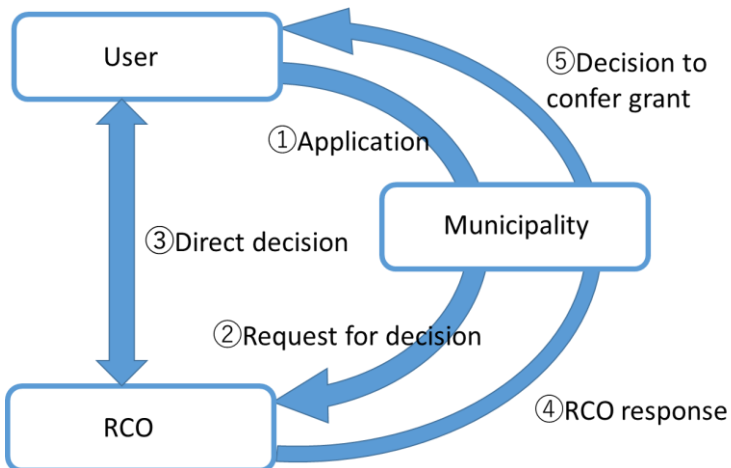 User
⑤Decision to
confer grant
①Application
Municipality
③Direct decision
②Request for decision
④RCO response
RCO